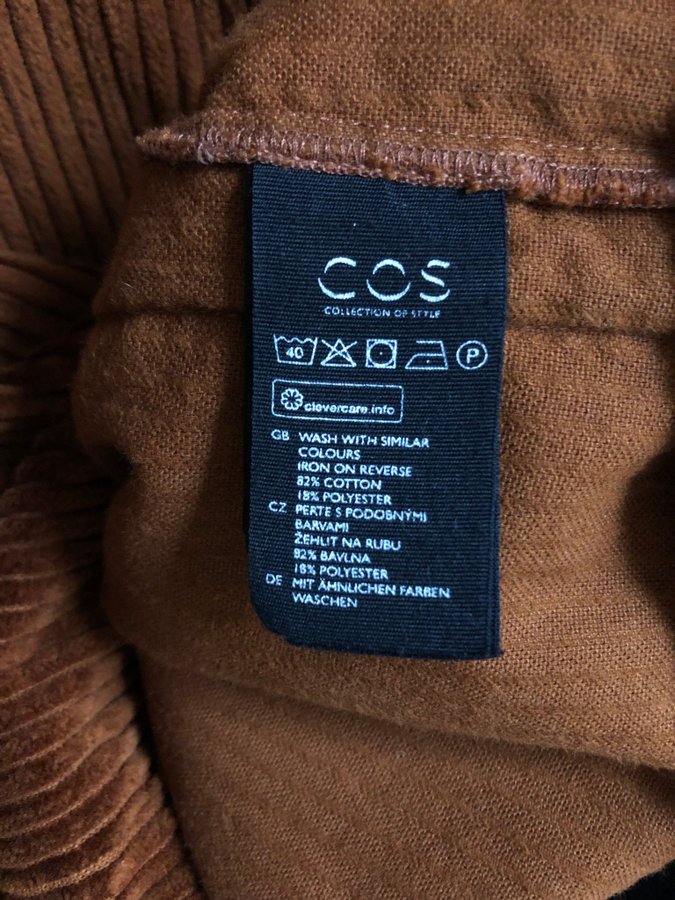 COS
COLLECTION OF STYLE
40 P
clevercare.info
GB WASH WITH SIMILAR
COLOURS
IRON ON REVERSE
82% COTTON
18% POLYESTER
CZ PERTE S PODOBNÝMI
BARVAMI
ŽEHLIT NA RUBU
82% BAVLNA
18% POLYESTER
DE MIT ÄHNLICHEN FARBEN
WASCHEN